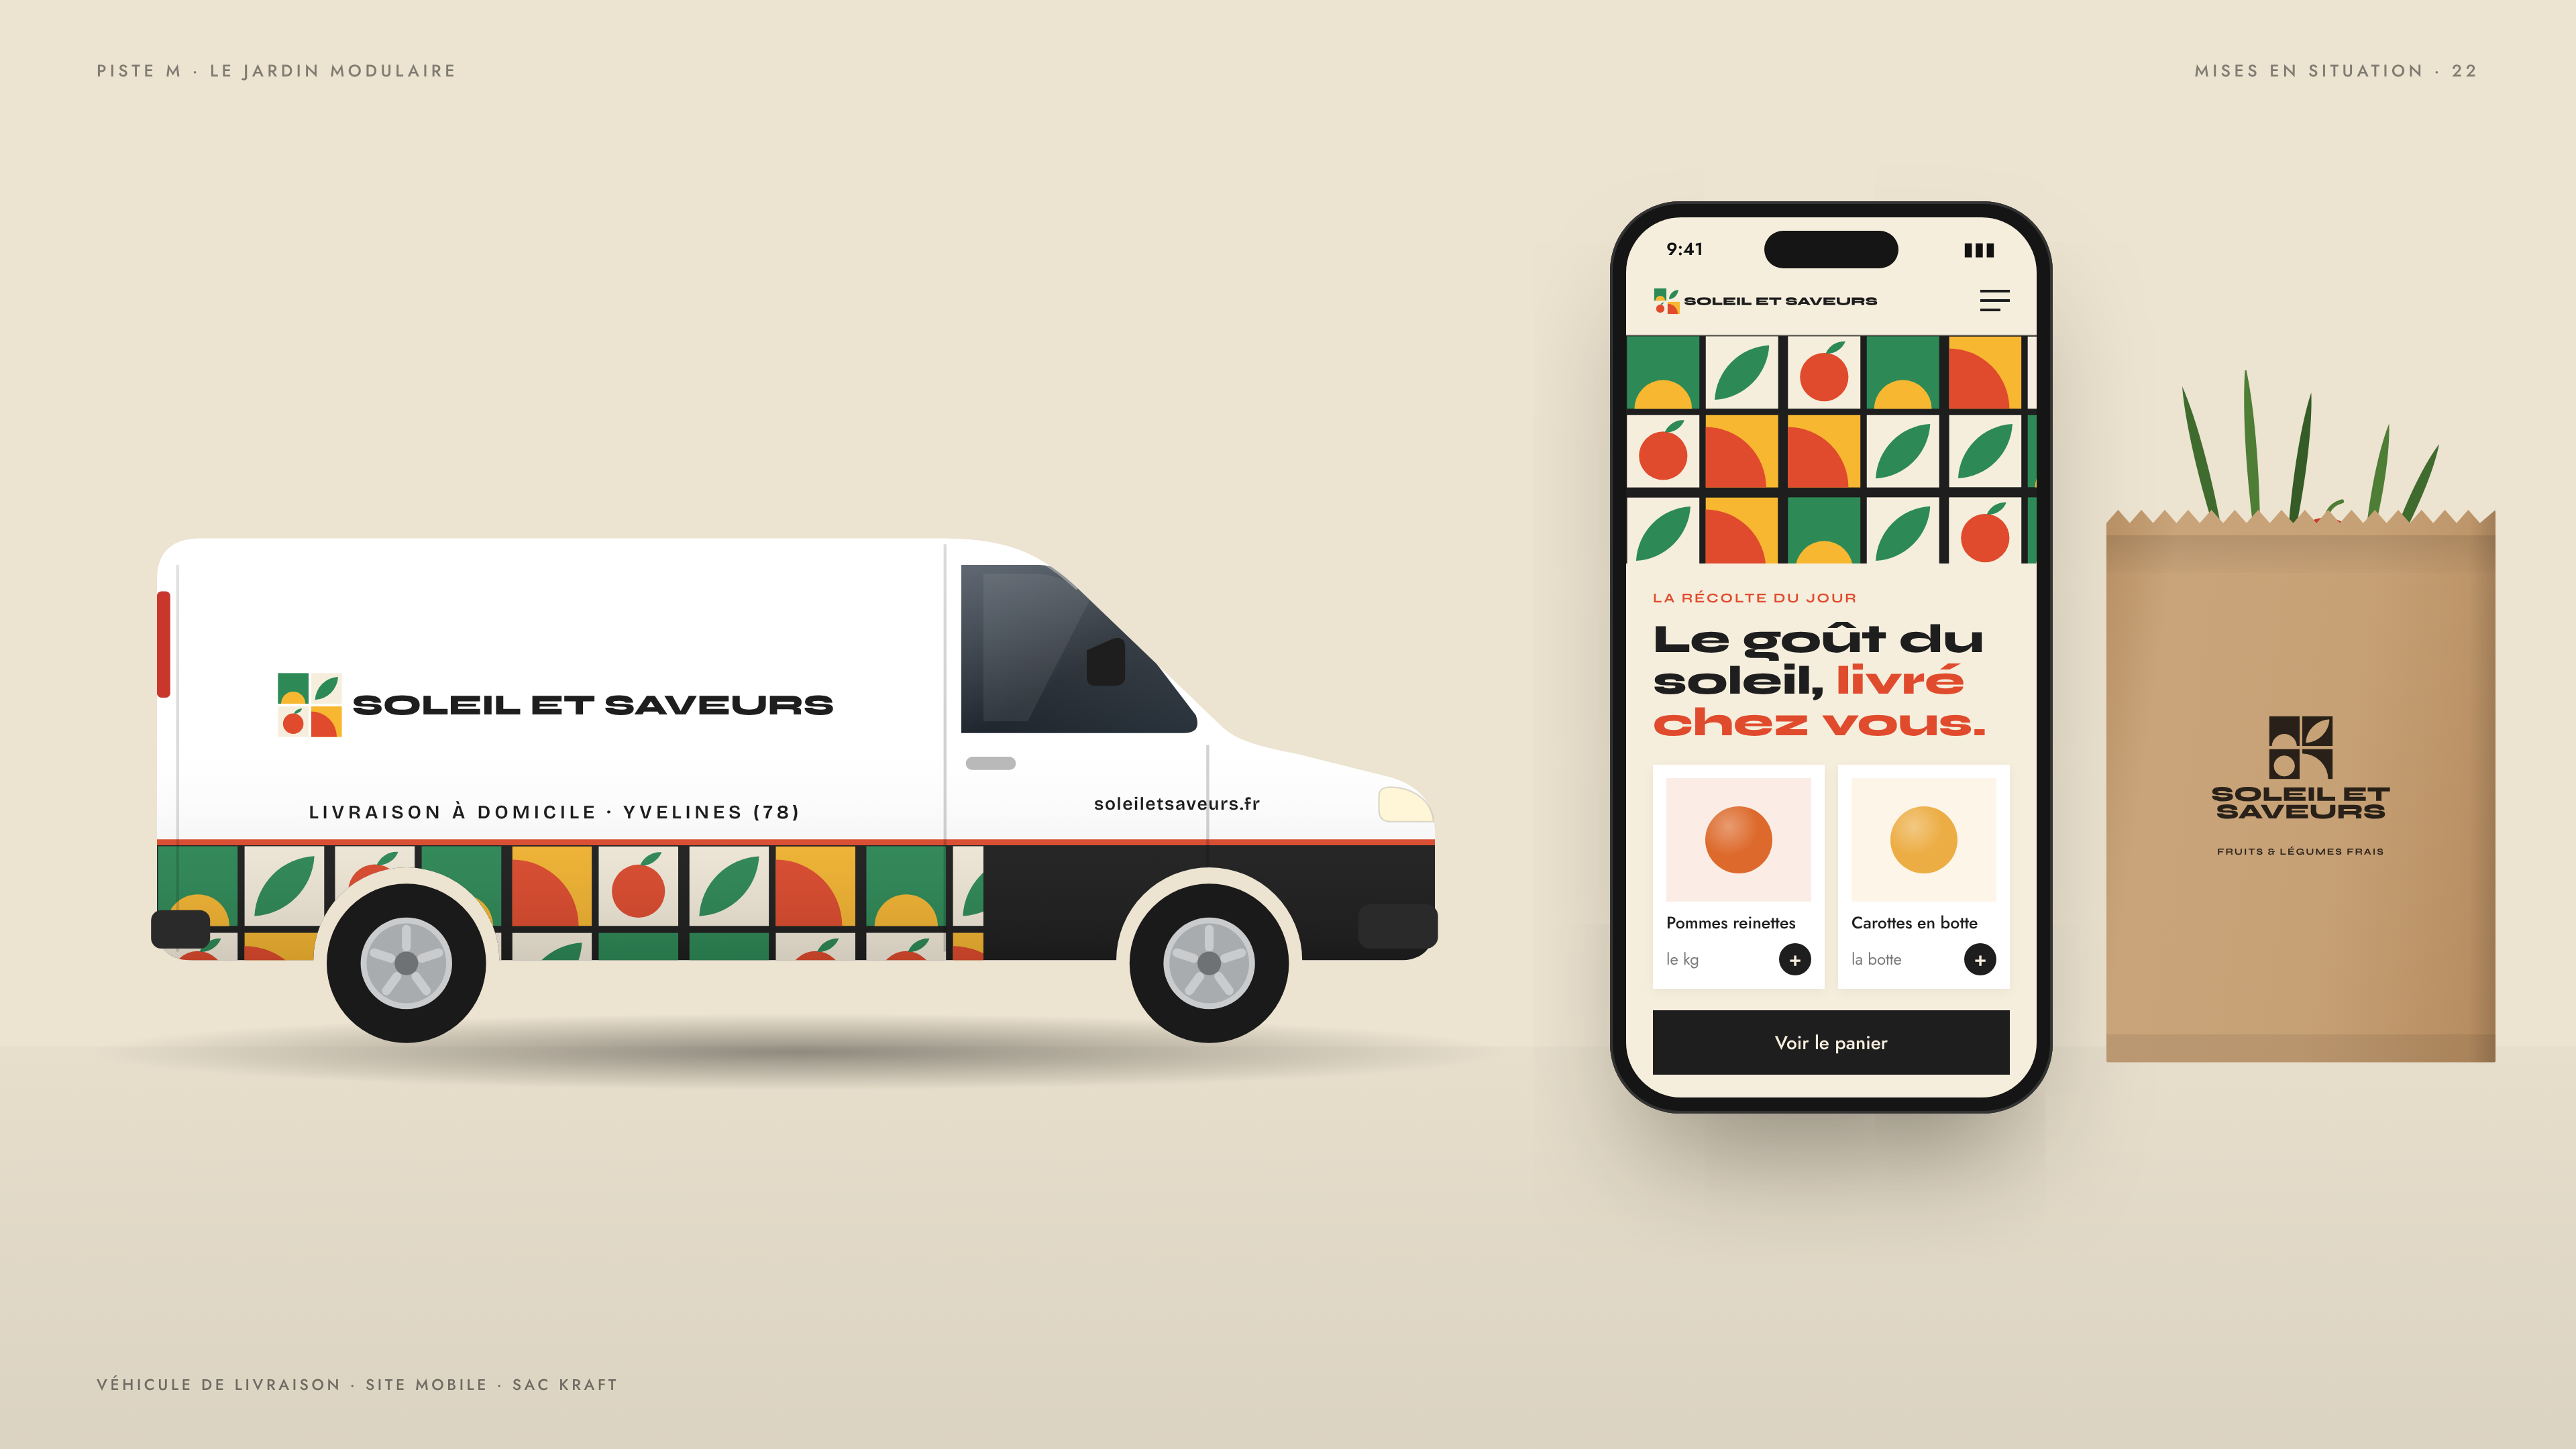 PISTE M · LE JARDIN MODULAIRE
MISES EN SITUATION · 22
SOLEIL ET SAVEURS
LIVRAISON À DOMICILE · YVELINES (78)
soleiletsaveurs.fr
9:41
SOLEIL ET SAVEURS
LA RÉCOLTE DU JOUR
Le goût du
soleil, livré
chez vous.
Pommes reinettes
le kg
+
Carottes en botte
la botte
+
Voir le panier
SOLEIL ET
SAVEURS
FRUITS & LÉGUMES FRAIS
VÉHICULE DE LIVRAISON · SITE MOBILE · SAC KRAFT